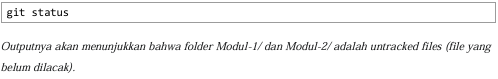 git status
Outputnya akan menunjukkan bahwa folder Modul-1/ dan Modul-2/ adalah untracked files (file yang
belum dilacak).